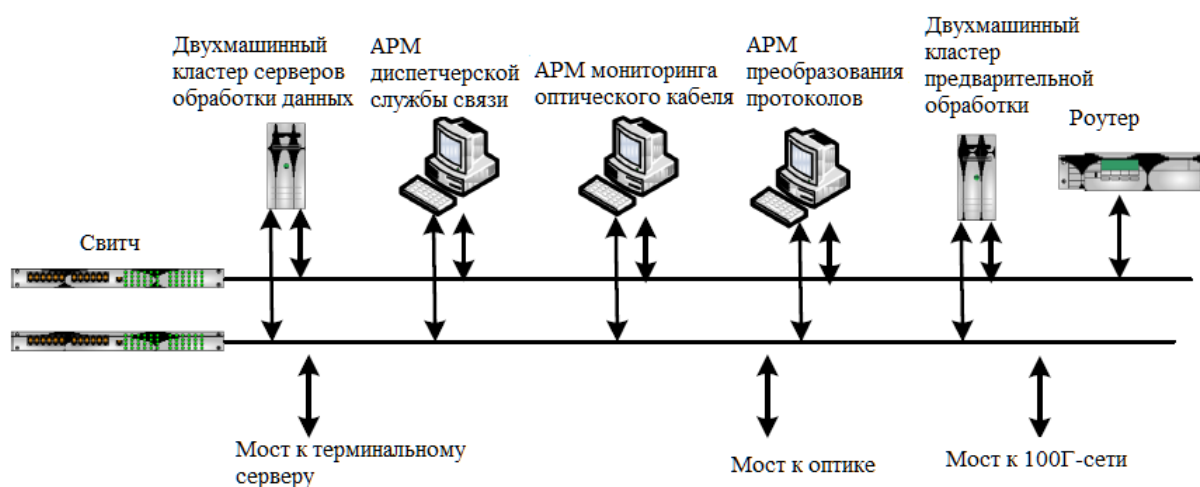 Двухмашинный
кластер серверов
обработки данных
АРМ
диспетчерской
службы связи
АРМ мониторинга
оптического кабеля
АРМ
преобразования
протоколов
Двухмашинный
кластер
предварительной
обработки
Роутер
Свитч
Мост к терминальному
серверу
Мост к оптике
Мост к 100Г-сети